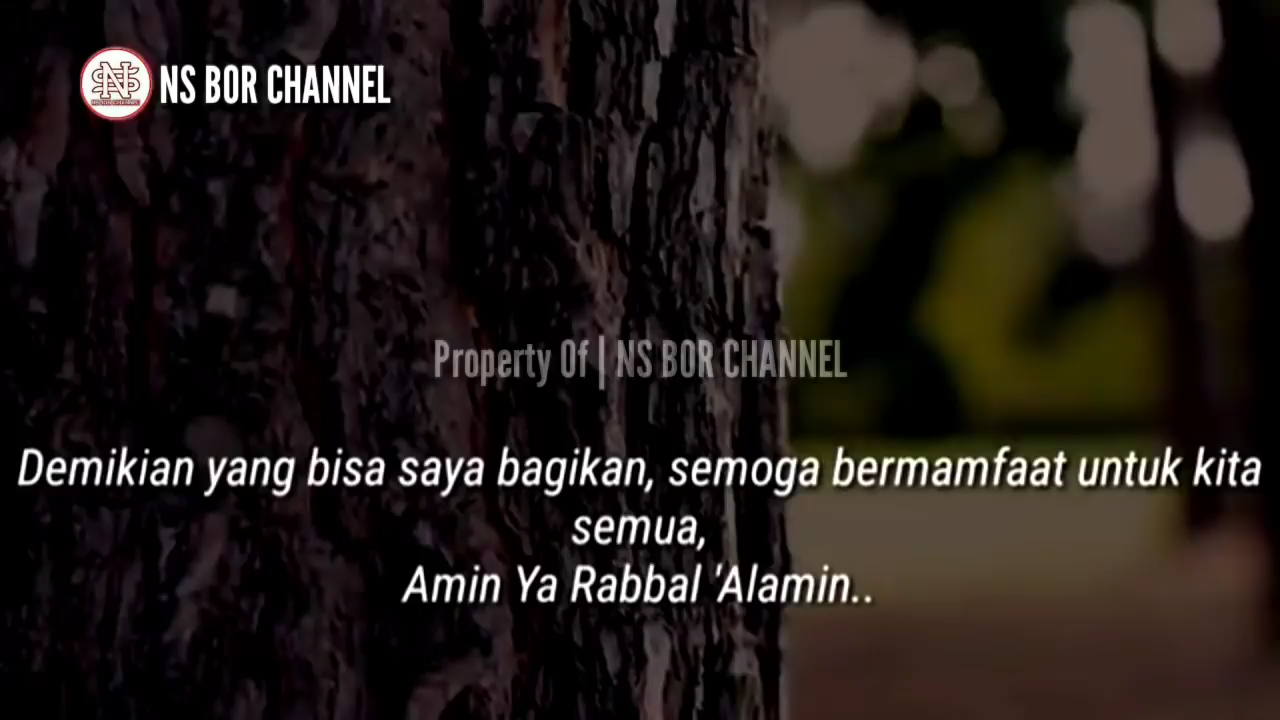 NS BOR CHANNEL
Property Of | NS BOR CHANNEL
Demikian yang bisa saya bagikan, semoga bermamfaat untuk kita
semua,
Amin Ya Rabbal 'Alamin..